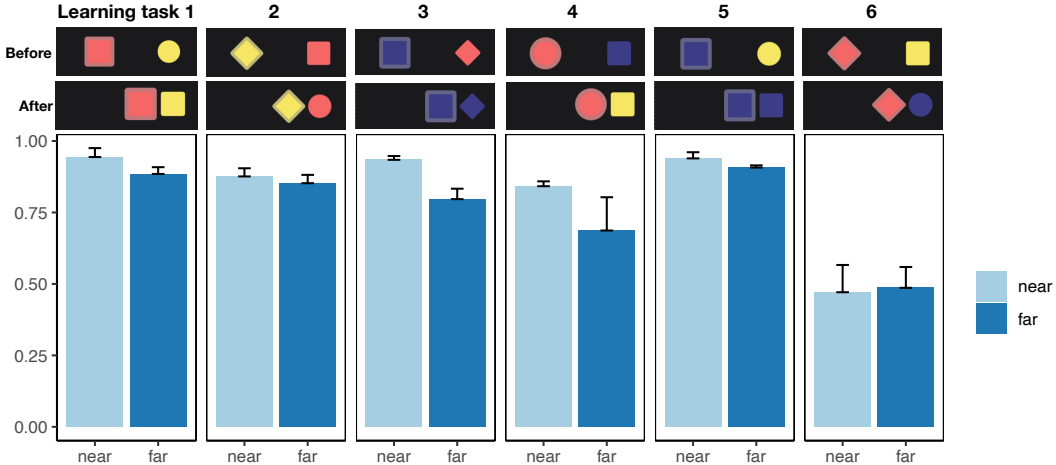 Learning task 1 2 3 4 5 6
Before
After
1.00
0.75
0.50
0.25
0.00
near far near far near far near far near far near far
near
far